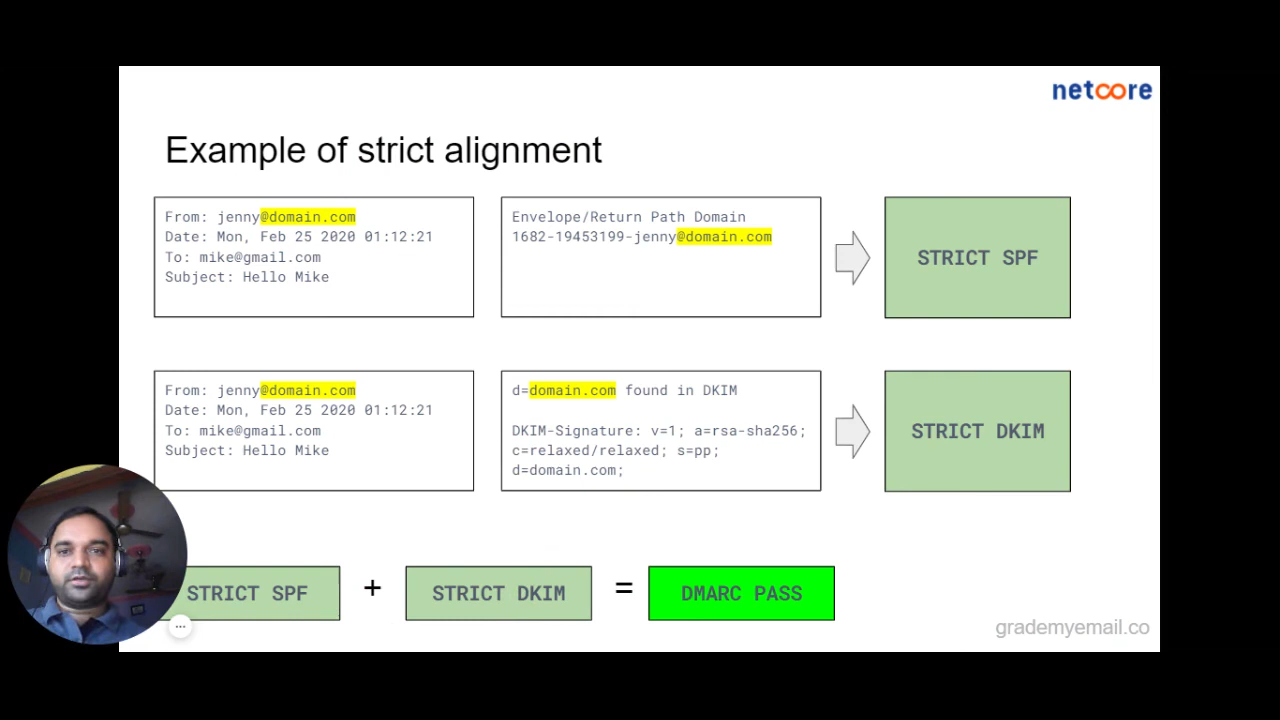 netcore
Example of strict alignment
From: jenny@domain.com
Date: Mon, Feb 25 2020 01:12:21
To: mike@gmail.com
Subject: Hello Mike
Envelope/Return Path Domain
1682-19453199-jenny@domain.com
STRICT SPF
From: jenny@domain.com
Date: Mon, Feb 25 2020 01:12:21
To: mike@gmail.com
Subject: Hello Mike
d=domain.com found in DKIM
DKIM-Signature: v=1; a=rsa-sha256;
c=relaxed/relaxed; s=pp;
d=domain.com;
STRICT DKIM
STRICT SPF + STRICT DKIM = DMARC PASS
grademyemail.co